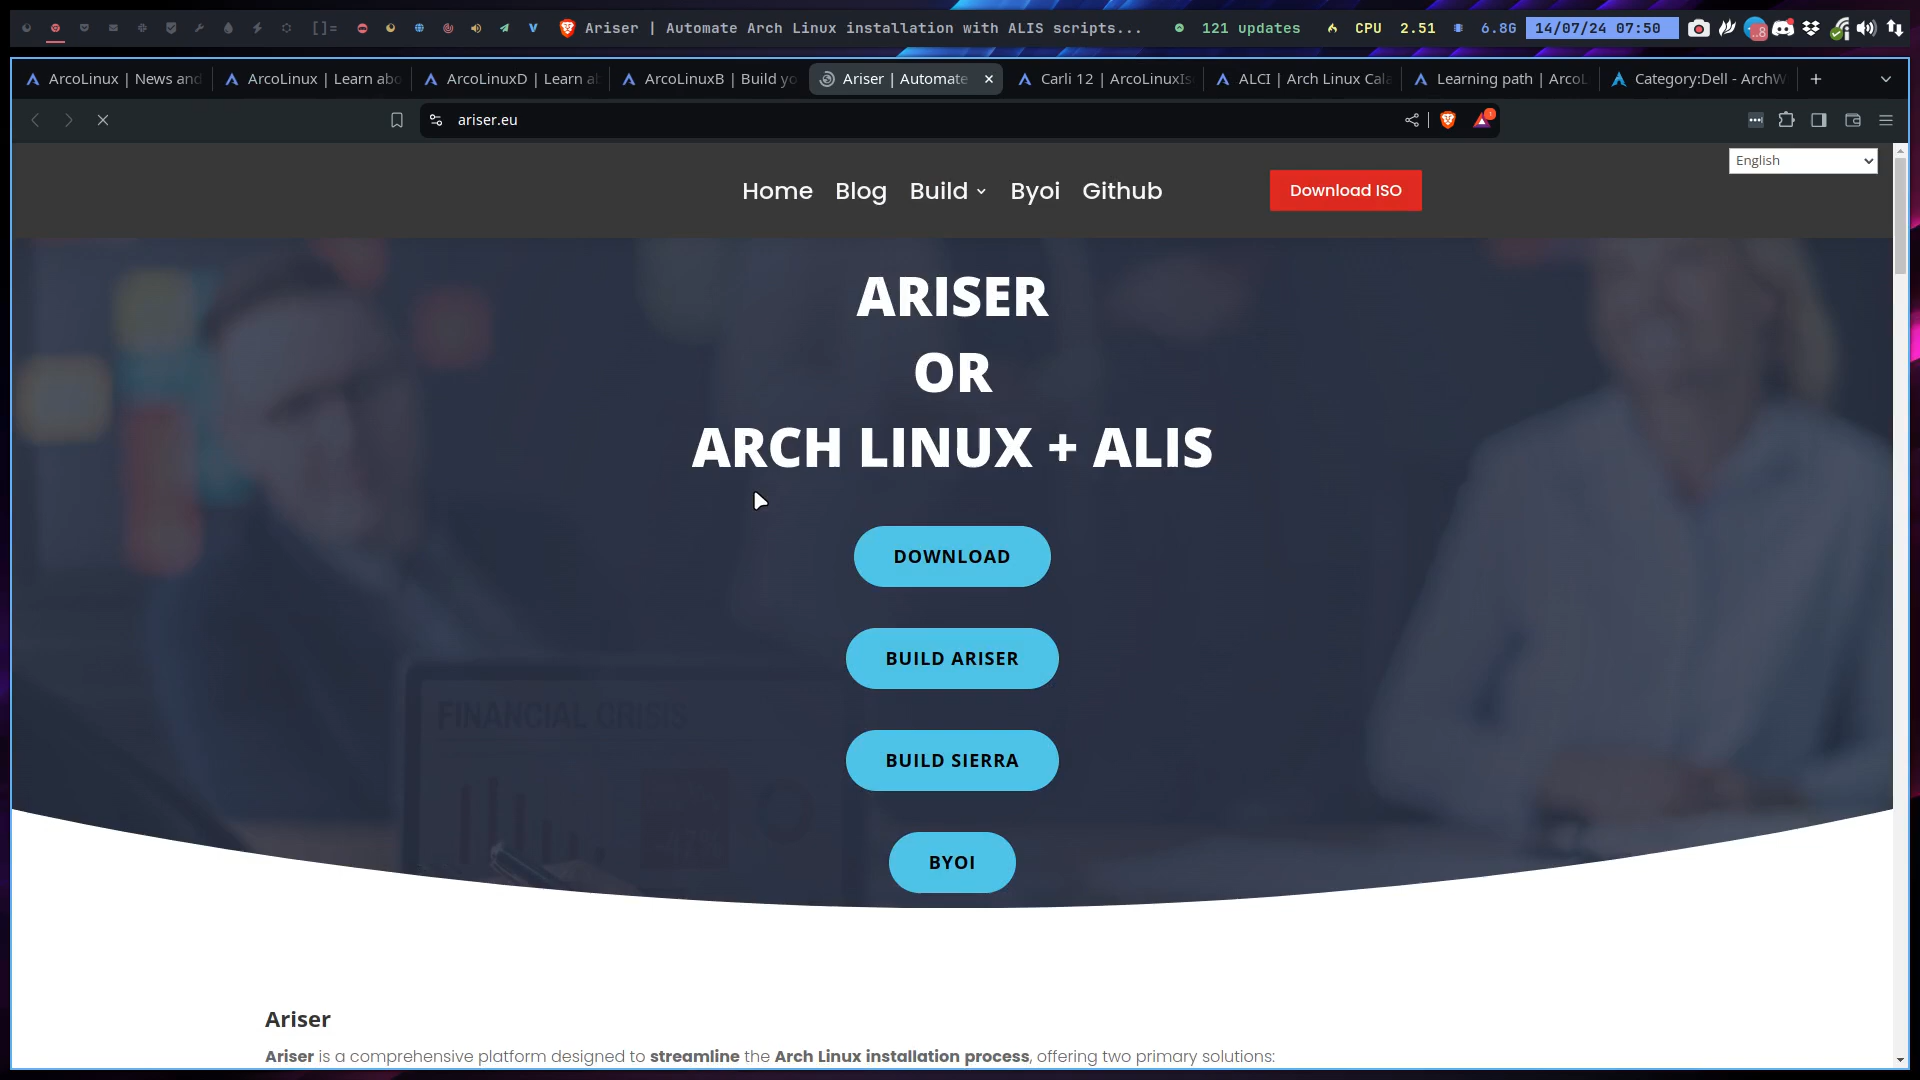 []= Ariser | Automate Arch Linux installation with ALIS scripts... 121 updates CPU 2.51 6.8G 14/07/24 07:50
ArcoLinux | News and ArcoLinux | Learn abo ArcoLinuxD | Learn a ArcoLinuxB | Build yo Ariser | Automate Carli 12 | ArcoLinuxIs ALCI | Arch Linux Cala Learning path | ArcoL Category:Dell - ArchW
ariser.eu
English
Home Blog Build Byoi Github Download ISO
ARISER
OR
ARCH LINUX + ALIS
DOWNLOAD
BUILD ARISER
FINANCIAL CRISIS
BUILD SIERRA
BYOI
Ariser
Ariser is a comprehensive platform designed to streamline the Arch Linux installation process, offering two primary solutions: